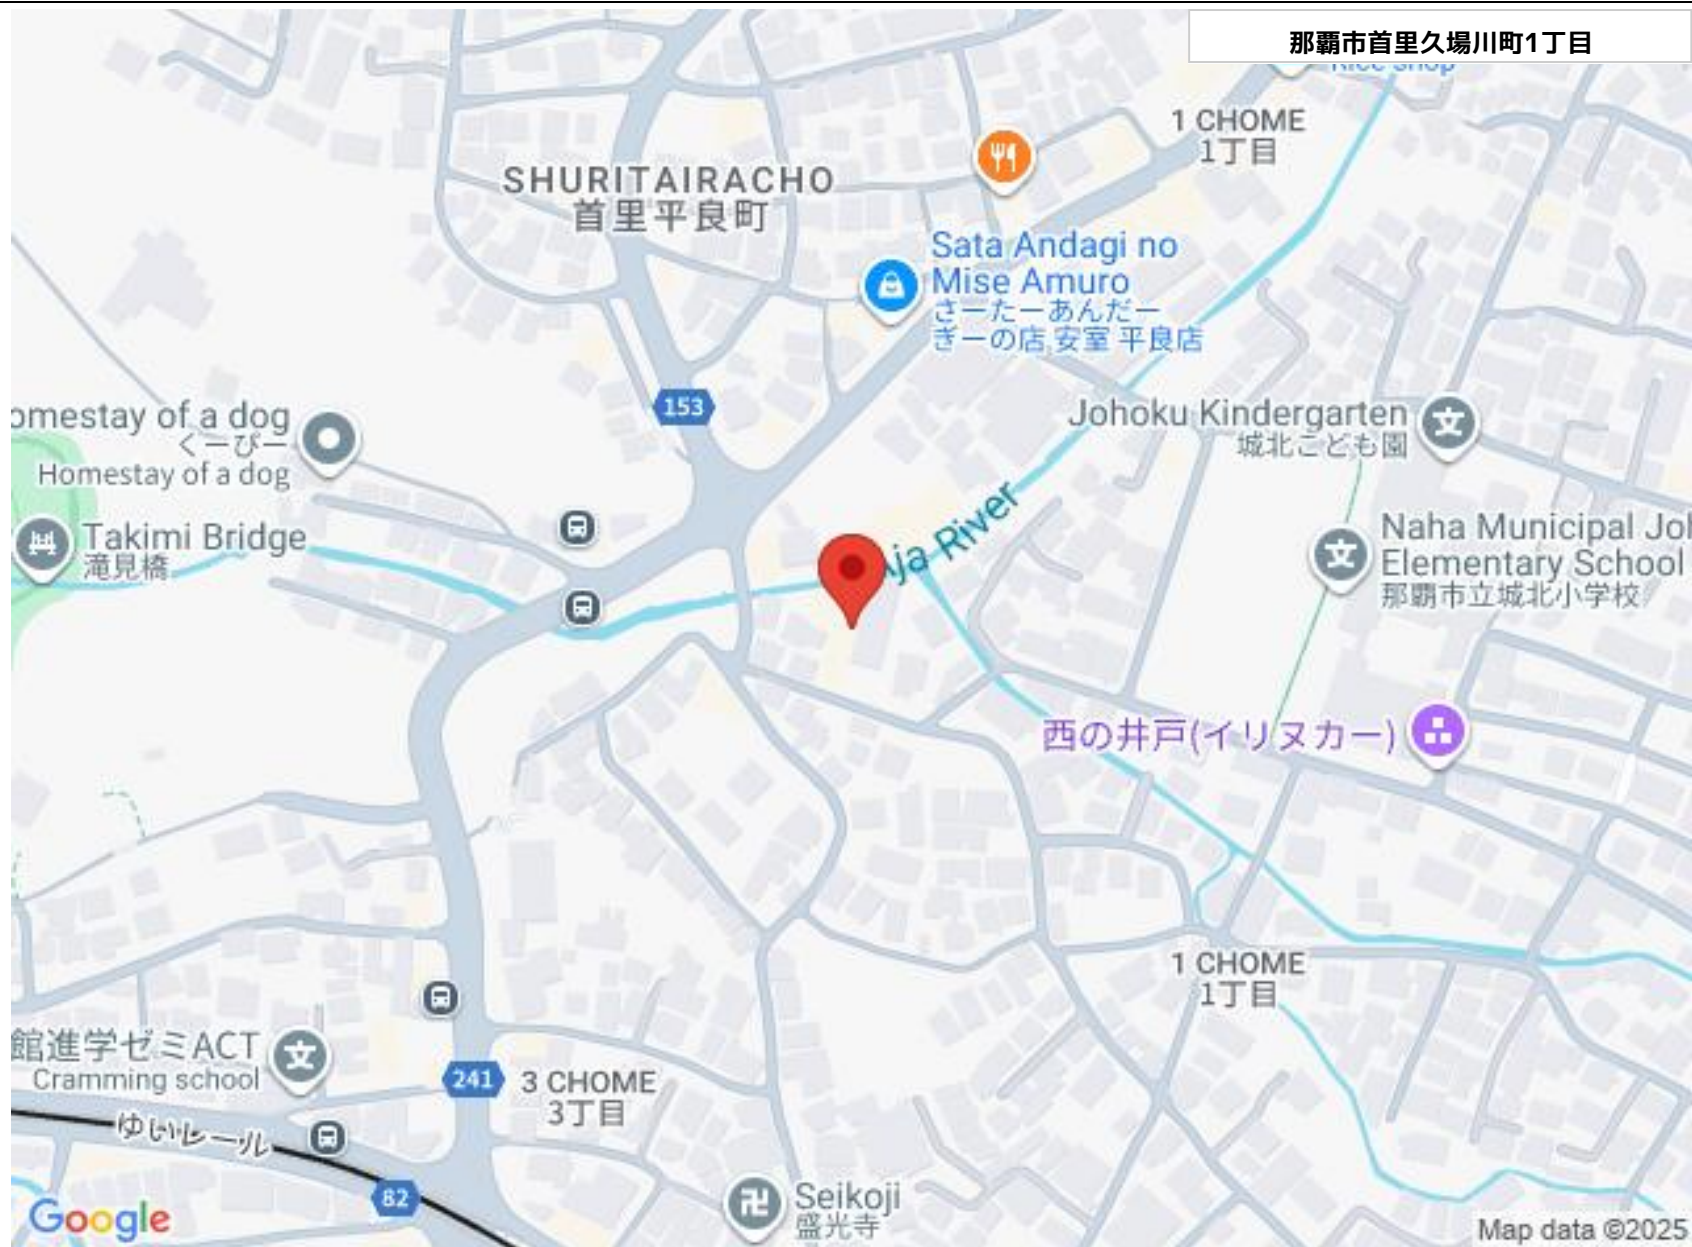 那覇市首里久場川町1丁目
1 CHOME
1丁目
SHURITAIRACHO
首里平良町
Sata Andagi no
Mise Amuro
さーたーあんだー
ぎーの店 安室 平良店
153
Johoku Kindergarten
城北こども園
omestay of a dog
くーぴー
Homestay of a dog
Takimi Bridge
滝見橋
Aja River
Naha Municipal Joh
Elementary School
那覇市立城北小学校
西の井戸(イリヌカー)
1 CHOME
1丁目
館進学ゼミACT
Cramming school
241
3 CHOME
3丁目
ゆいレール
82
Seikoji
盛光寺
Google
Map data ©2025